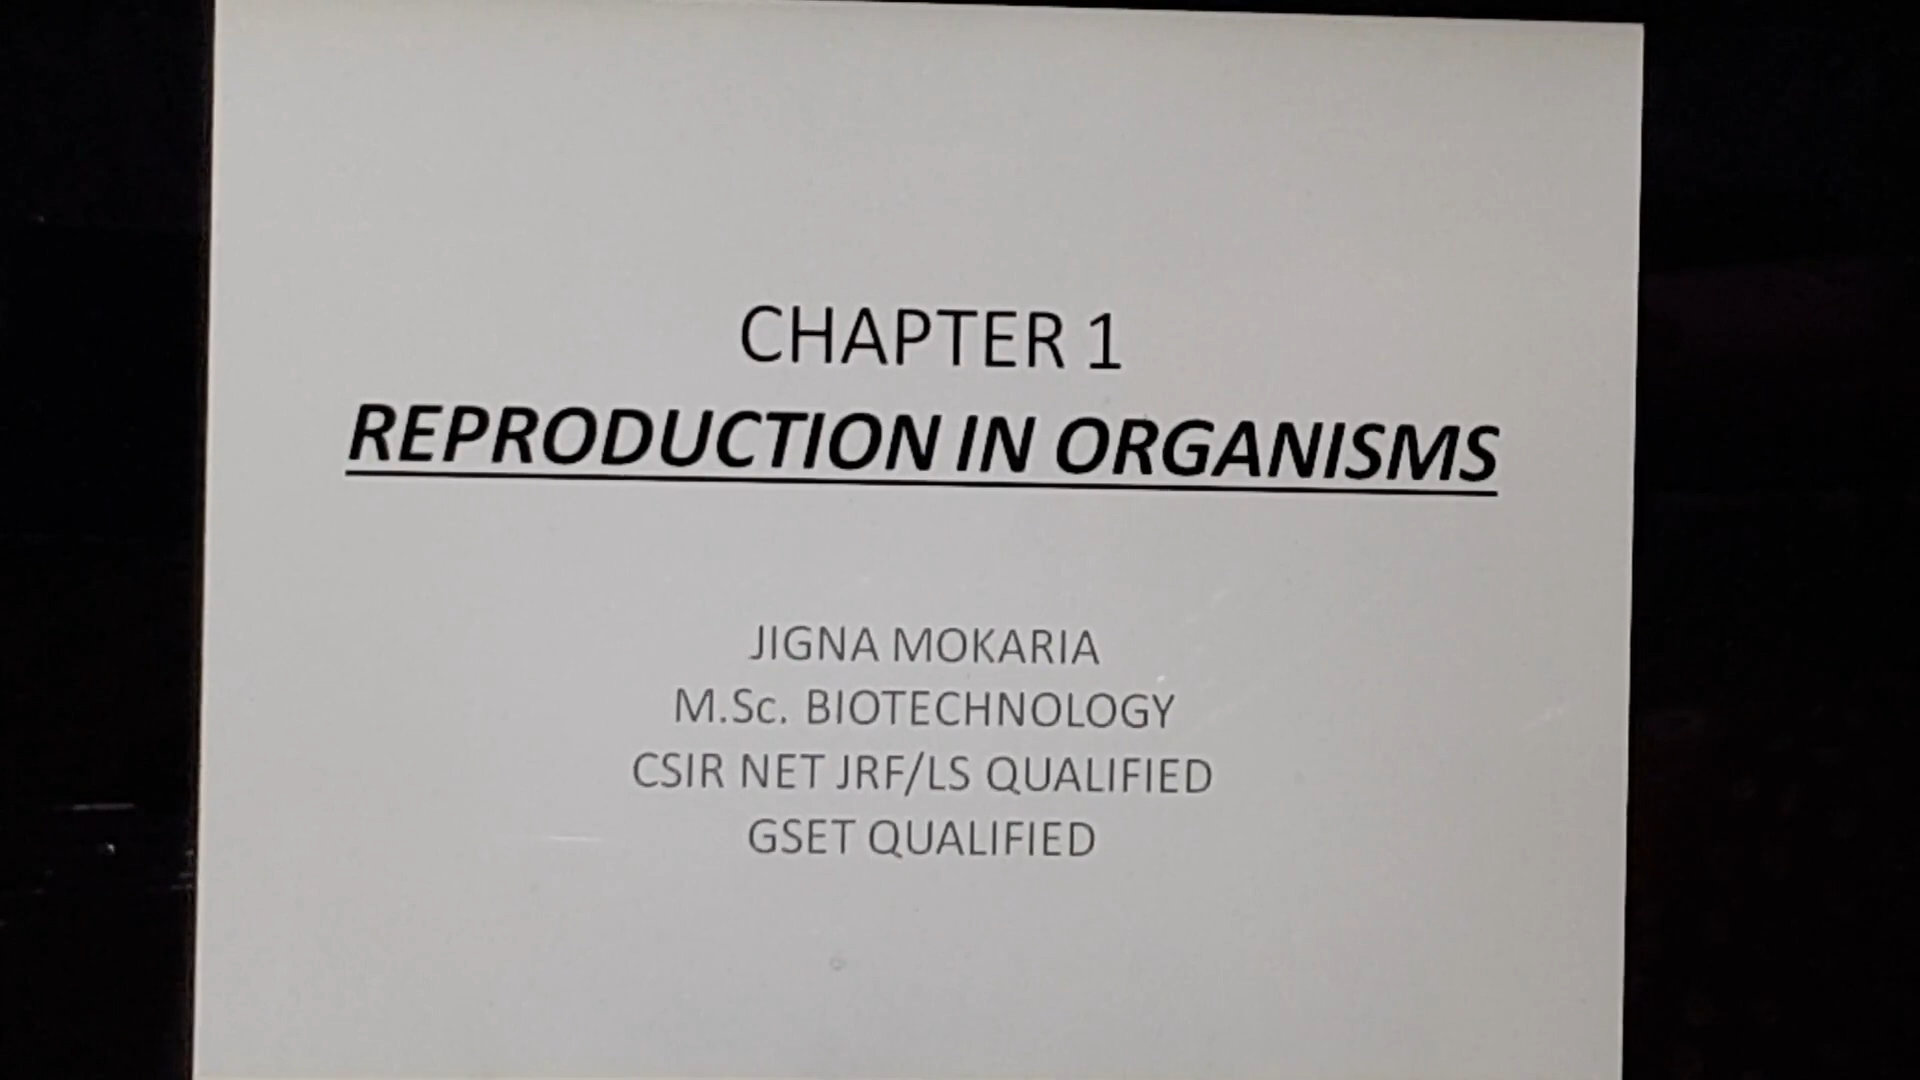 CHAPTER 1
REPRODUCTION IN ORGANISMS
JIGNA MOKARIA
M.Sc. BIOTECHNOLOGY
CSIR NET JRF/LS QUALIFIED
GSET QUALIFIED